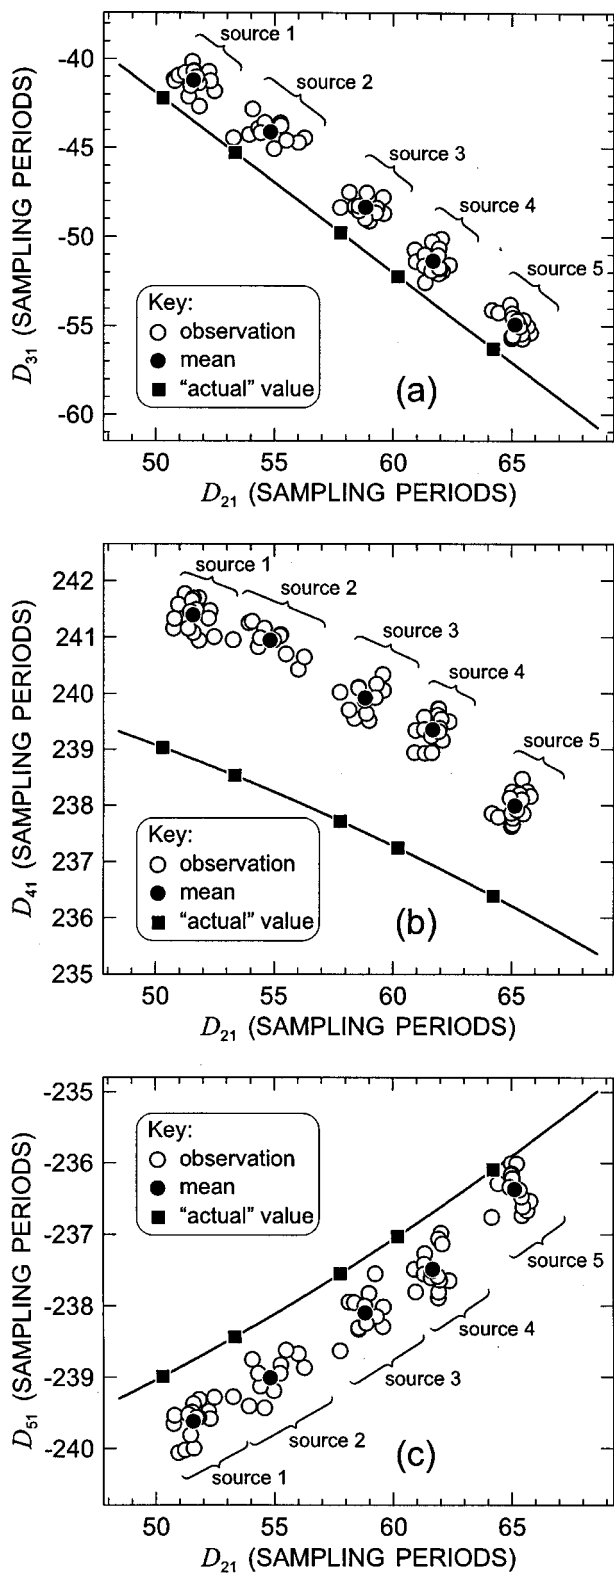 -40
-45
-50
-55
-60
D31 (SAMPLING PERIODS)
source 1
source 2
source 3
source 4
source 5
Key:
observation
mean
"actual" value
(a)
50 55 60 65
D21 (SAMPLING PERIODS)
242
241
240
239
238
237
236
235
D41 (SAMPLING PERIODS)
source 1
source 2
source 3
source 4
source 5
Key:
observation
mean
"actual" value
(b)
50 55 60 65
D21 (SAMPLING PERIODS)
-235
-236
-237
-238
-239
-240
D51 (SAMPLING PERIODS)
Key:
observation
mean
"actual" value
source 5
source 4
source 3
source 2
source 1
(c)
50 55 60 65
D21 (SAMPLING PERIODS)